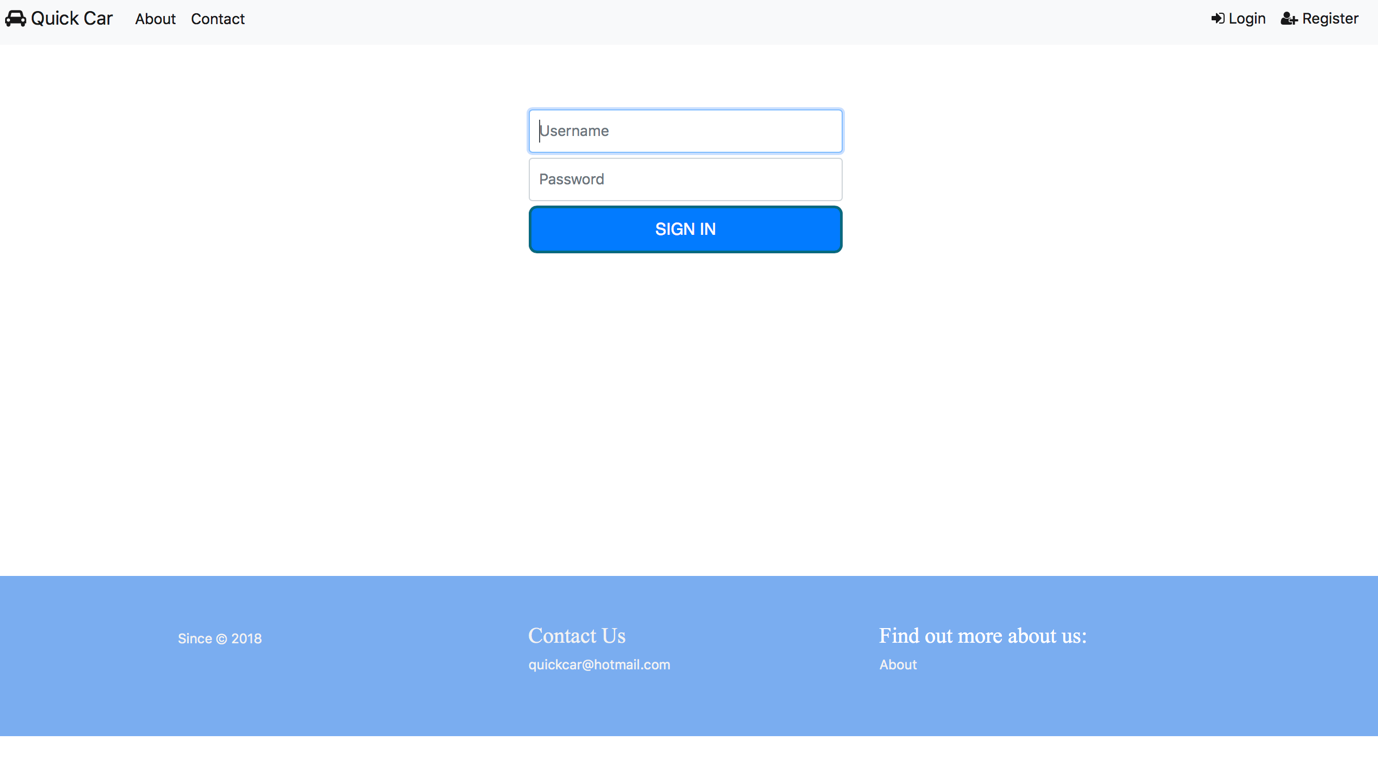 Quick Car About Contact Login Register
Username
Password
SIGN IN
Since © 2018
Contact Us
quickcar@hotmail.com
Find out more about us:
About